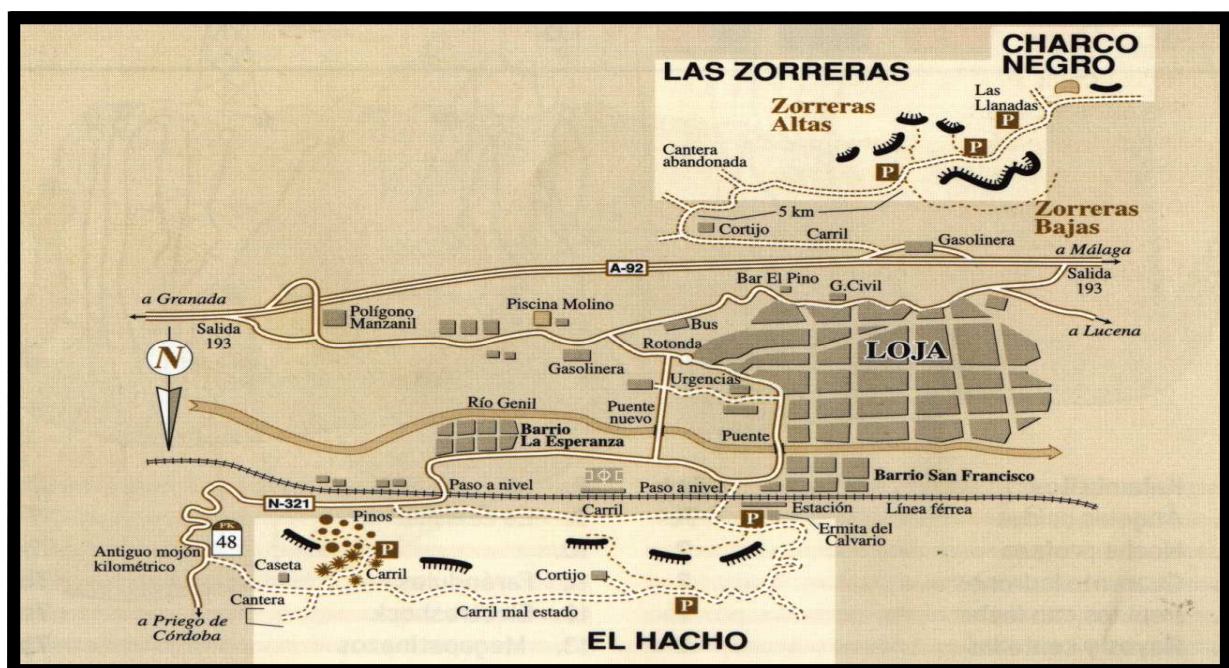 CHARCO
NEGRO
LAS ZORRERAS
Las
Llanadas
Zorreras
Altas
P
P
P
Cantera
abandonada
5 km
Zorreras
Bajas
Cortijo
Carril
Gasolinera
a Málaga
A-92
Salida
193
Bar El Pino
G.Civil
a Granada
Piscina Molino
Polígono
Manzanil
Salida
193
Bus
a Lucena
Rotonda
LOJA
N
Gasolinera
Urgencias
Río Genil
Puente
nuevo
Barrio
La Esperanza
Puente
Barrio San Francisco
Paso a nivel
Paso a nivel
N-321
Carril
Estación
Línea férrea
Pinos
P
Ermita del
Calvario
PK
48
P
Antiguo mojón
kilométrico
Caseta
Carril
Cortijo
Cantera
Carril mal estado
P
a Priego de
Córdoba
EL HACHO